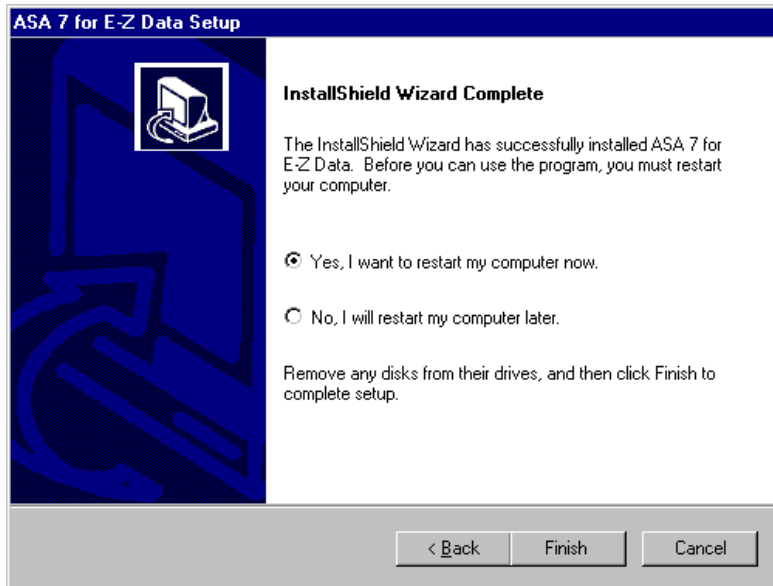 ASA 7 for E-Z Data Setup
InstallShield Wizard Complete
The InstallShield Wizard has successfully installed ASA 7 for
E-Z Data. Before you can use the program, you must restart
your computer.
Yes, I want to restart my computer now.
No, I will restart my computer later.
Remove any disks from their drives, and then click Finish to
complete setup.
< Back
Finish
Cancel